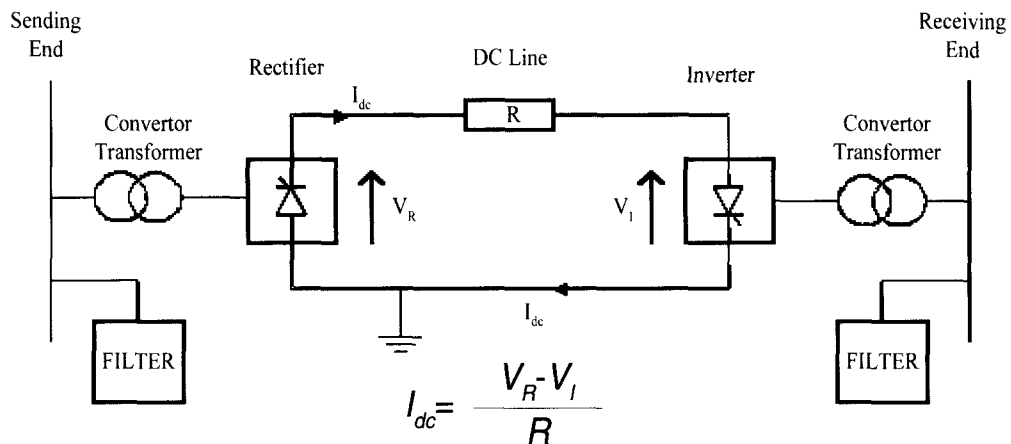 Sending
End
Receiving
End
DC Line
Rectifier
Inverter
I_dc
R
Convertor
Transformer
Convertor
Transformer
V_R
V_I
I_dc
FILTER
FILTER
I_dc= V_R-V_I
R